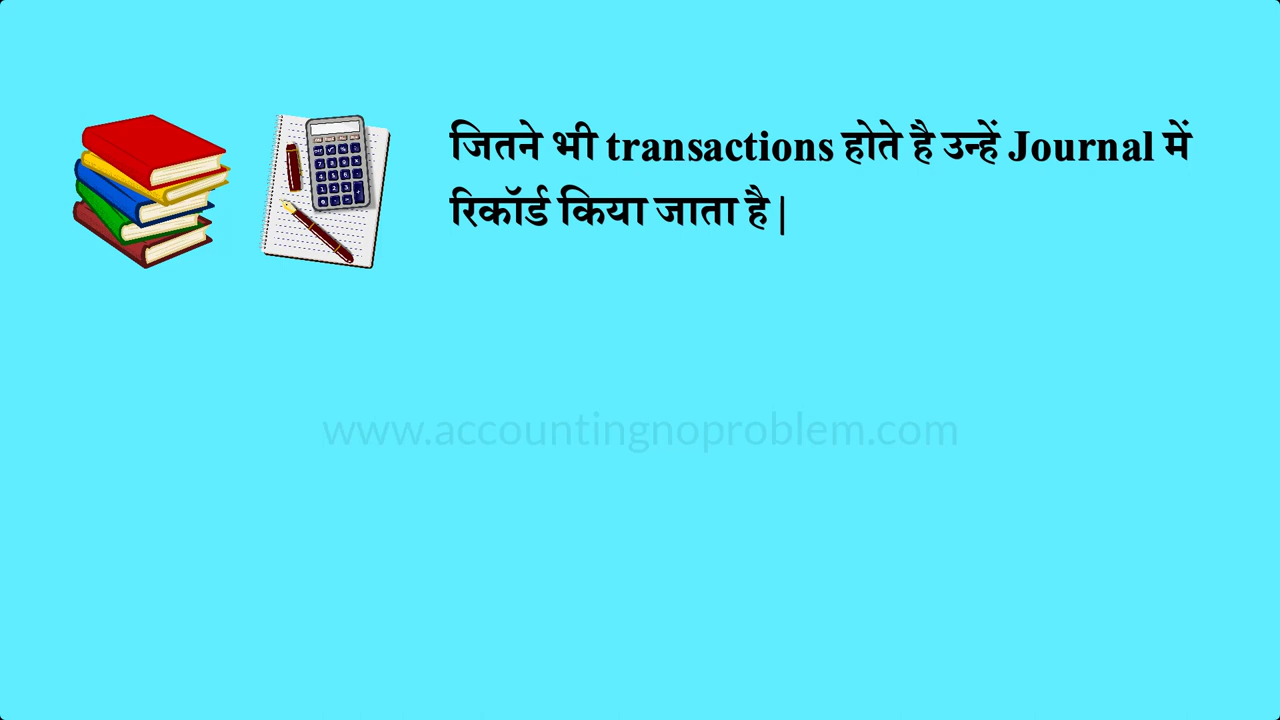 जितने भी transactions होते है उन्हें Journal में
रिकॉर्ड किया जाता है |
www.accountingnoproblem.com